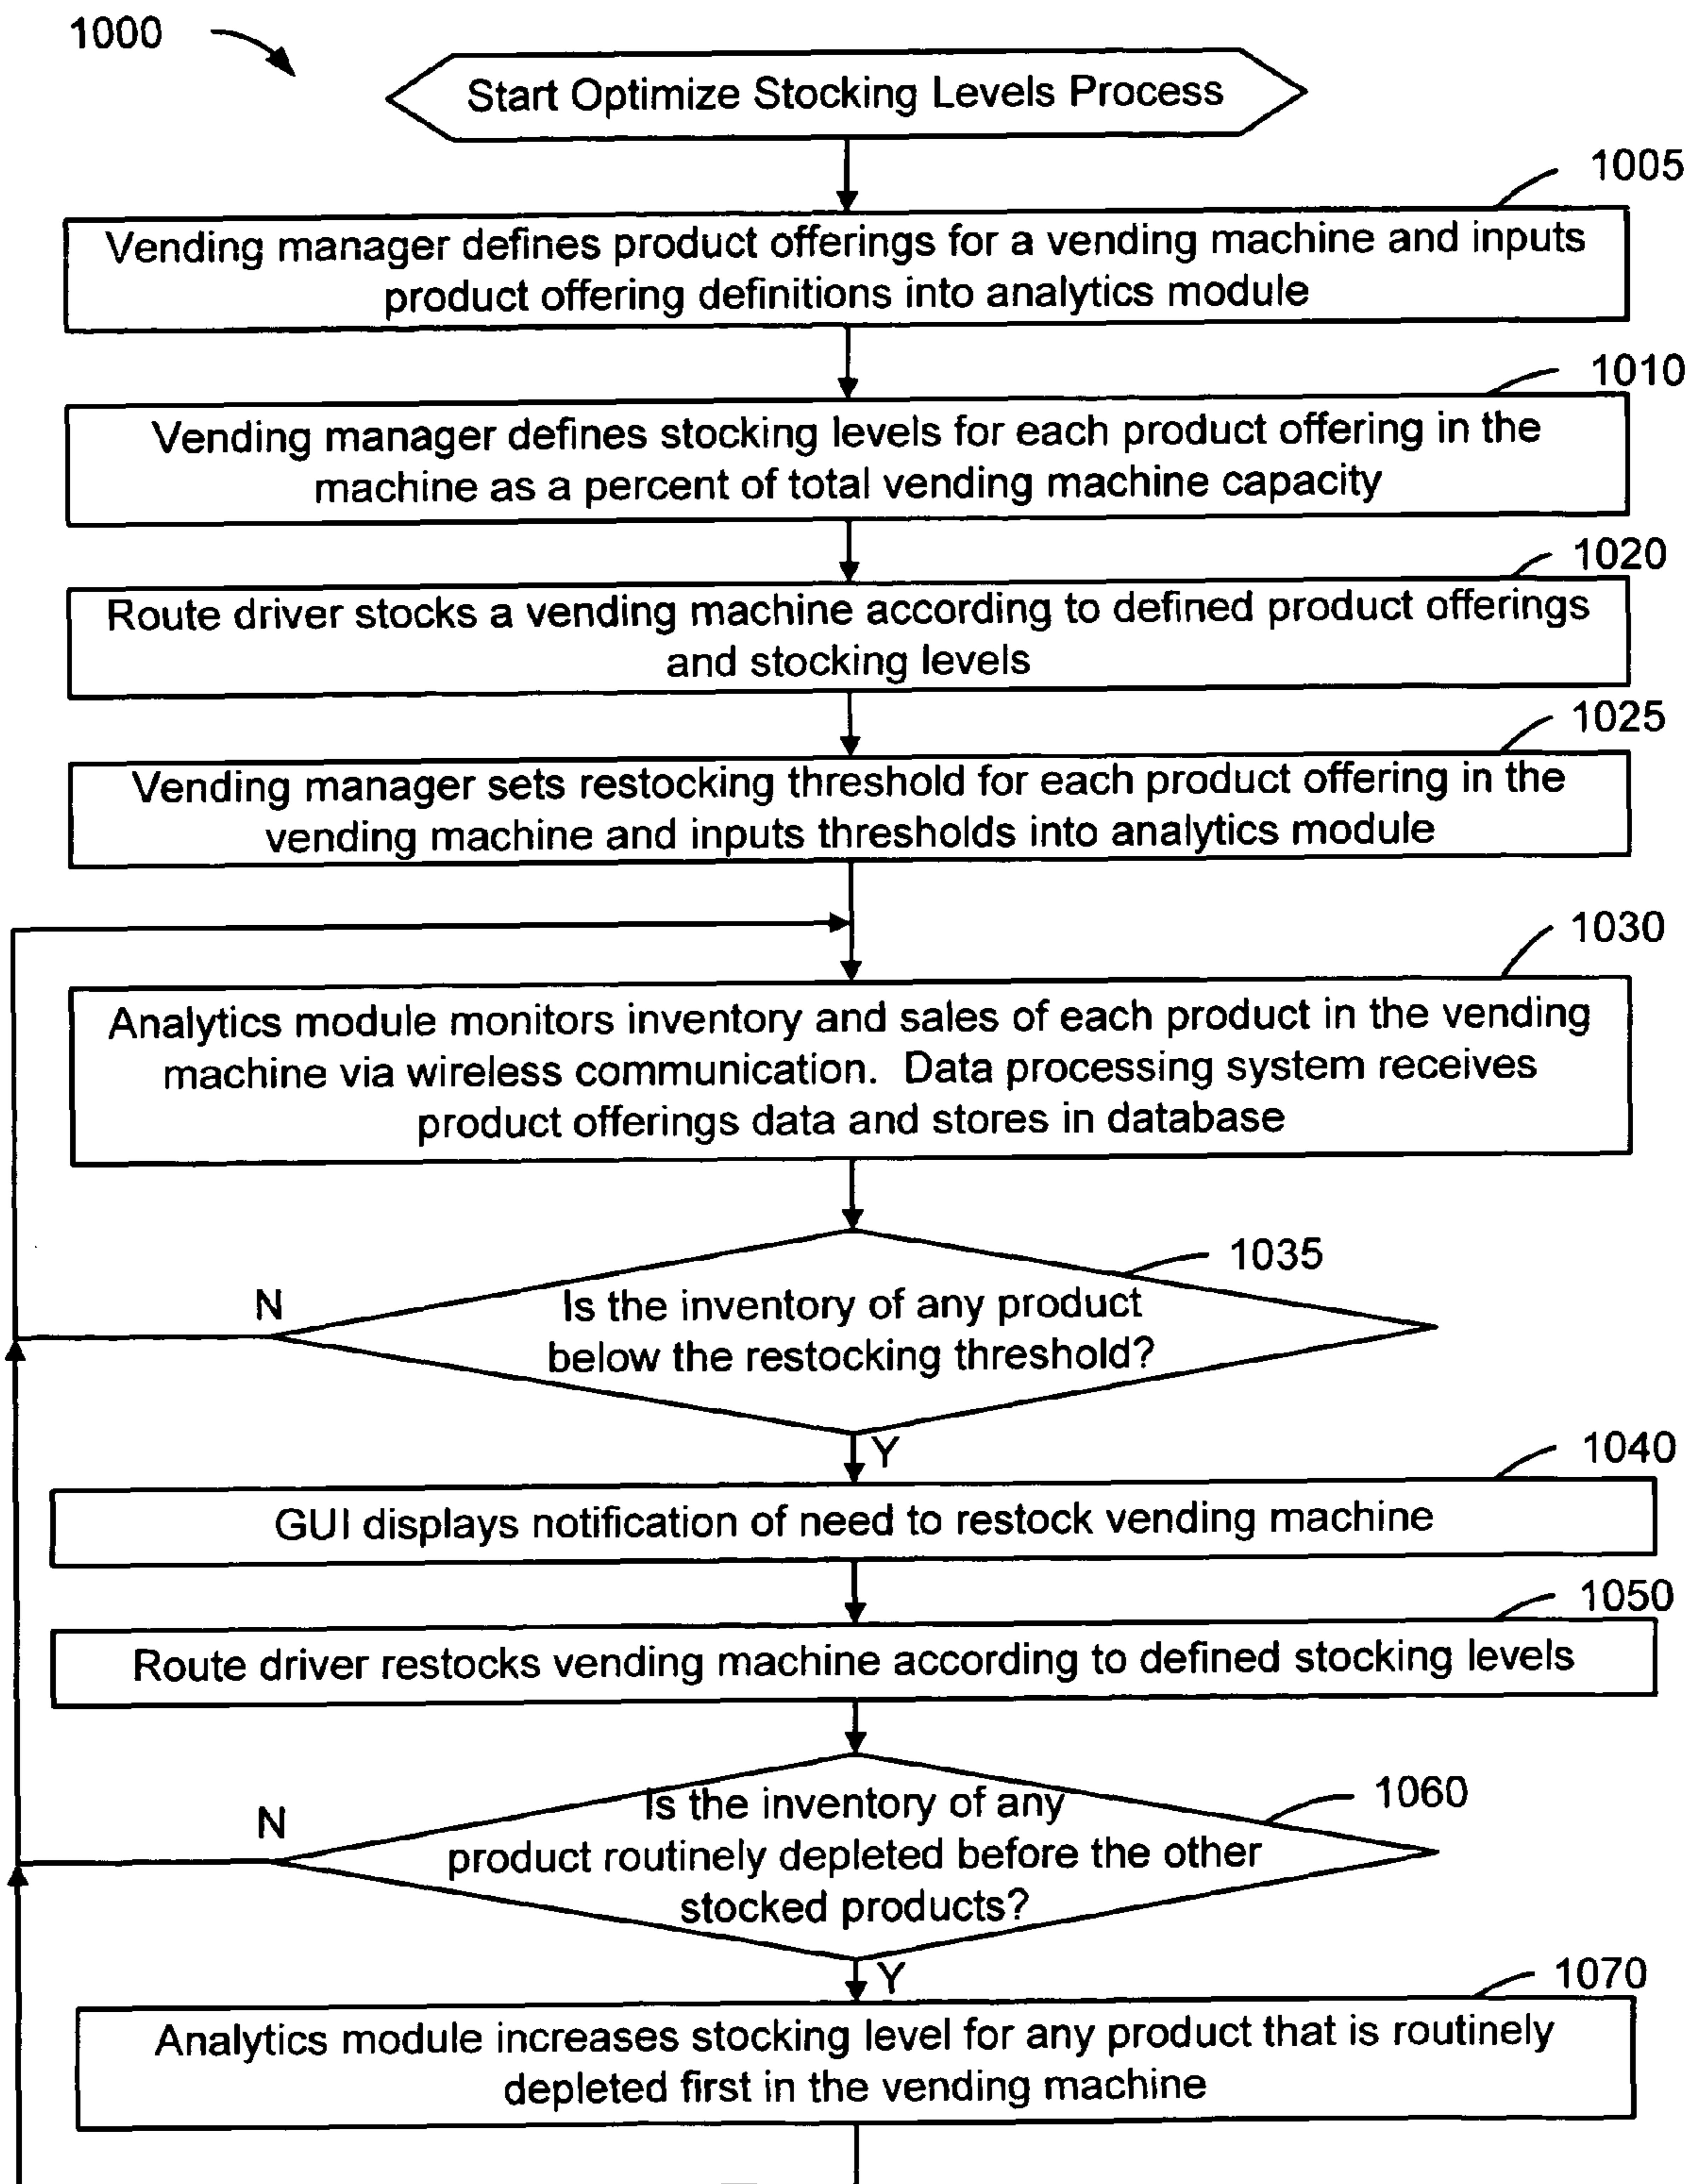 1000
Start Optimize Stocking Levels Process
1005
Vending manager defines product offerings for a vending machine and inputs
product offering definitions into analytics module
1010
Vending manager defines stocking levels for each product offering in the
machine as a percent of total vending machine capacity
1020
Route driver stocks a vending machine according to defined product offerings
and stocking levels
1025
Vending manager sets restocking threshold for each product offering in the
vending machine and inputs thresholds into analytics module
1030
Analytics module monitors inventory and sales of each product in the vending
machine via wireless communication. Data processing system receives
product offerings data and stores in database
1035
N
Is the inventory of any product
below the restocking threshold?
Y
1040
GUI displays notification of need to restock vending machine
1050
Route driver restocks vending machine according to defined stocking levels
1060
N
Is the inventory of any
product routinely depleted before the other
stocked products?
Y
1070
Analytics module increases stocking level for any product that is routinely
depleted first in the vending machine